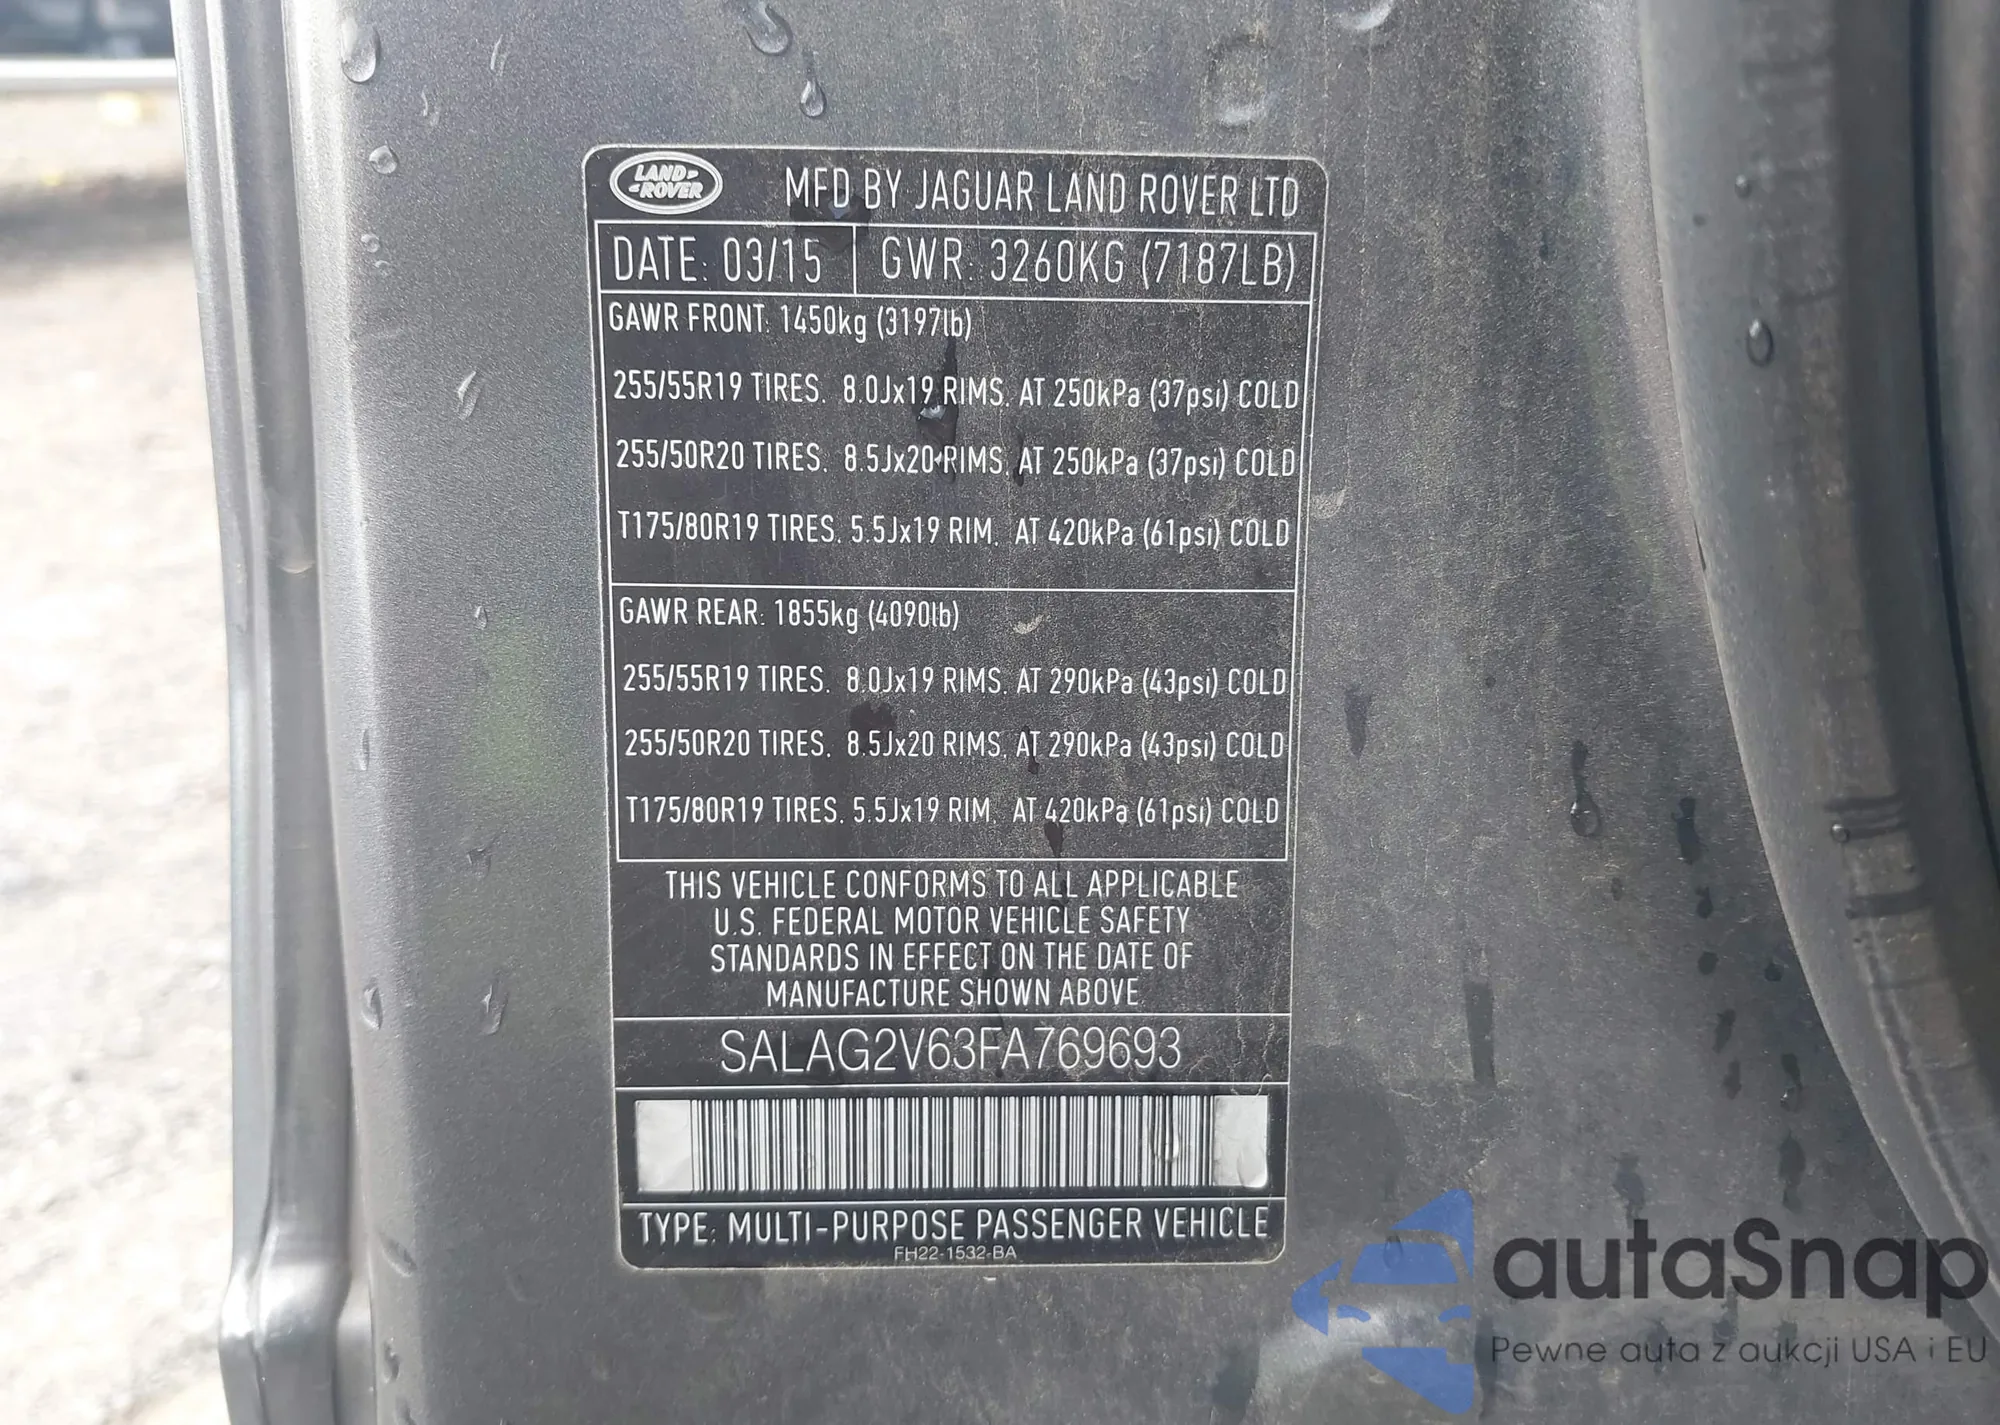 LAND ROVER
MFD BY JAGUAR LAND ROVER LTD
DATE: 03/15 GWR: 3260KG (7187LB)
GAWR FRONT: 1450kg (3197lb)
255/55R19 TIRES. 8.0Jx19 RIMS. AT 250kPa (37psi) COLD
255/50R20 TIRES. 8.5Jx20 RIMS. AT 250kPa (37psi) COLD
T175/80R19 TIRES. 5.5Jx19 RIM. AT 420kPa (61psi) COLD
GAWR REAR: 1855kg (4090lb)
255/55R19 TIRES. 8.0Jx19 RIMS. AT 290kPa (43psi) COLD
255/50R20 TIRES. 8.5Jx20 RIMS. AT 290kPa (43psi) COLD
T175/80R19 TIRES. 5.5Jx19 RIM. AT 420kPa (61psi) COLD
THIS VEHICLE CONFORMS TO ALL APPLICABLE
U.S. FEDERAL MOTOR VEHICLE SAFETY
STANDARDS IN EFFECT ON THE DATE OF
MANUFACTURE SHOWN ABOVE
SALAG2V63FA769693
TYPE: MULTI-PURPOSE PASSENGER VEHICLE
FH22-1532-BA
autaSnap
Pewne auta z aukcji USA i EU